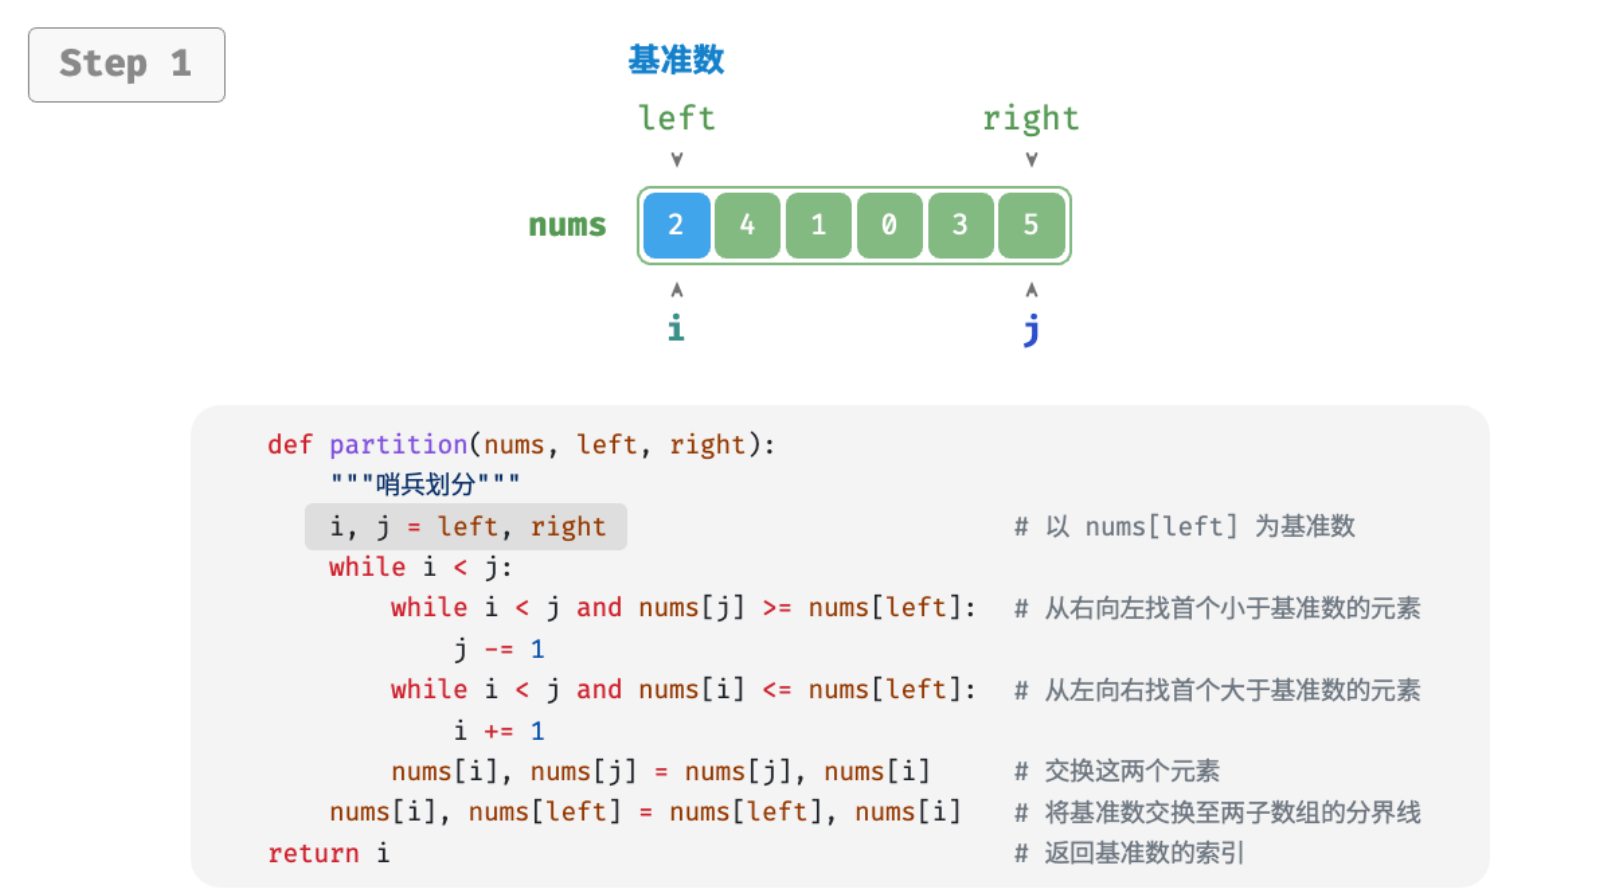 Step 1
基准数
left right
nums 2 4 1 0 3 5
i j
def partition(nums, left, right):
"""哨兵划分"""
i, j = left, right # 以 nums[left] 为基准数
while i < j:
while i < j and nums[j] >= nums[left]: # 从右向左找首个小于基准数的元素
j -= 1
while i < j and nums[i] <= nums[left]: # 从左向右找首个大于基准数的元素
i += 1
nums[i], nums[j] = nums[j], nums[i] # 交换这两个元素
nums[i], nums[left] = nums[left], nums[i] # 将基准数交换至两子数组的分界线
return i # 返回基准数的索引